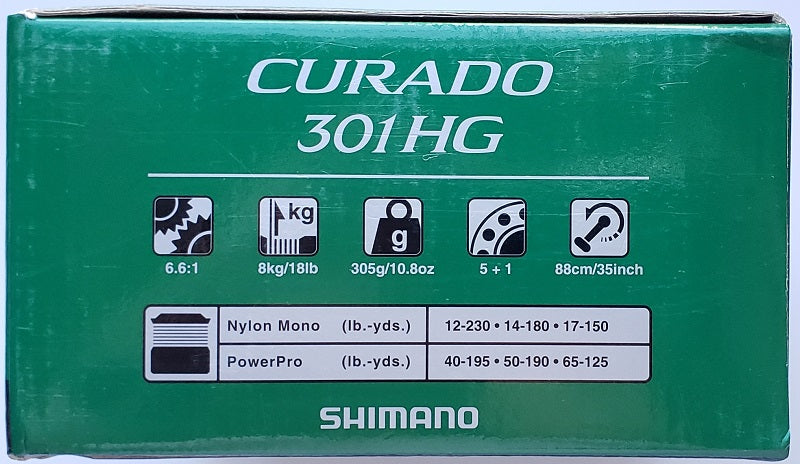 CURADO
301HG
kg
g
6.6:1 8kg/18lb 305g/10.8oz 5 + 1 88cm/35inch
Nylon Mono (lb.-yds.) 12-230 • 14-180 • 17-150
PowerPro (lb.-yds.) 40-195 • 50-190 • 65-125
SHIMANO